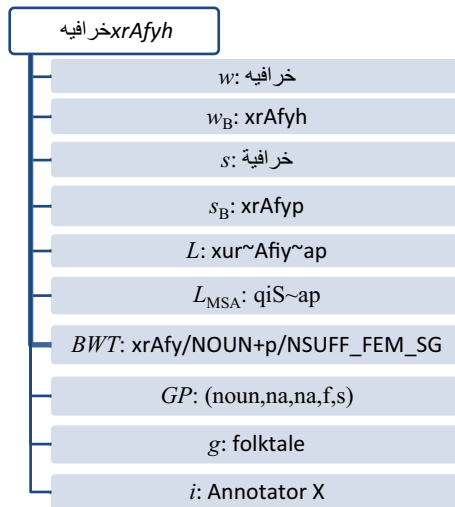 خرافيهxrAfyh
w: خرافيه
wB: xrAfyh
s: خرافية
sB: xrAfyp
L: xur~Afiy~ap
LMSA: qiS~ap
BWT: xrAfy/NOUN+p/NSUFF_FEM_SG
GP: (noun,na,na,f,s)
g: folktale
i: Annotator X